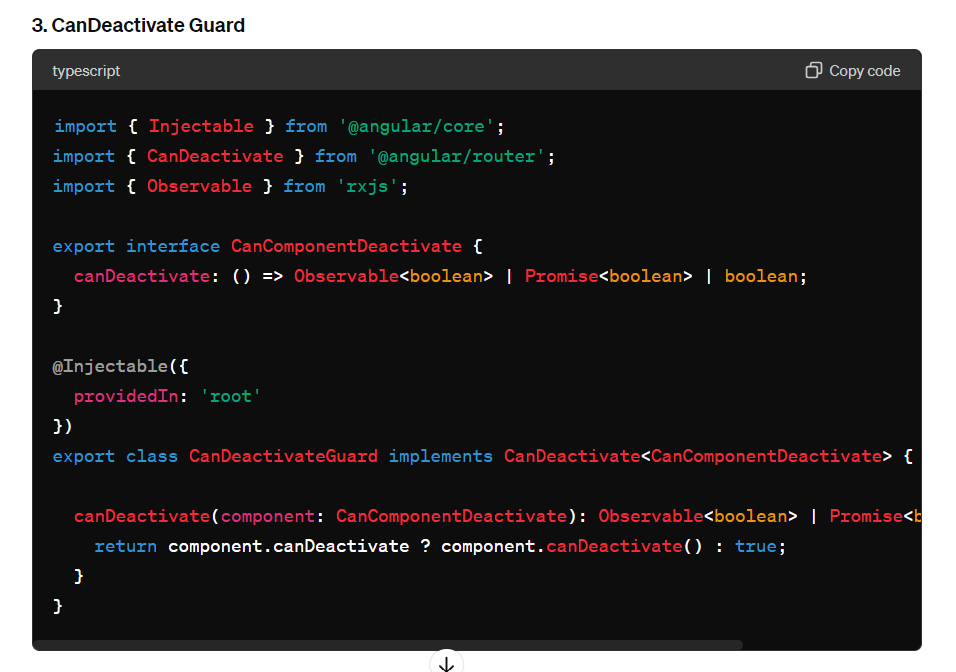 3. CanDeactivate Guard
typescript
Copy code
import { Injectable } from '@angular/core';
import { CanDeactivate } from '@angular/router';
import { Observable } from 'rxjs';
export interface CanComponentDeactivate {
canDeactivate: () => Observable<boolean> | Promise<boolean> | boolean;
}
@Injectable({
providedIn: 'root'
})
export class CanDeactivateGuard implements CanDeactivate<CanComponentDeactivate> {
canDeactivate(component: CanComponentDeactivate): Observable<boolean> | Promise<b
return component.canDeactivate ? component.canDeactivate() : true;
}
}